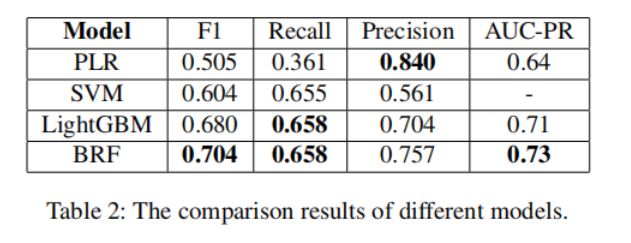 Model F1 Recall Precision AUC-PR
PLR 0.505 0.361 0.840 0.64
SVM 0.604 0.655 0.561 -
LightGBM 0.680 0.658 0.704 0.71
BRF 0.704 0.658 0.757 0.73
Table 2: The comparison results of different models.